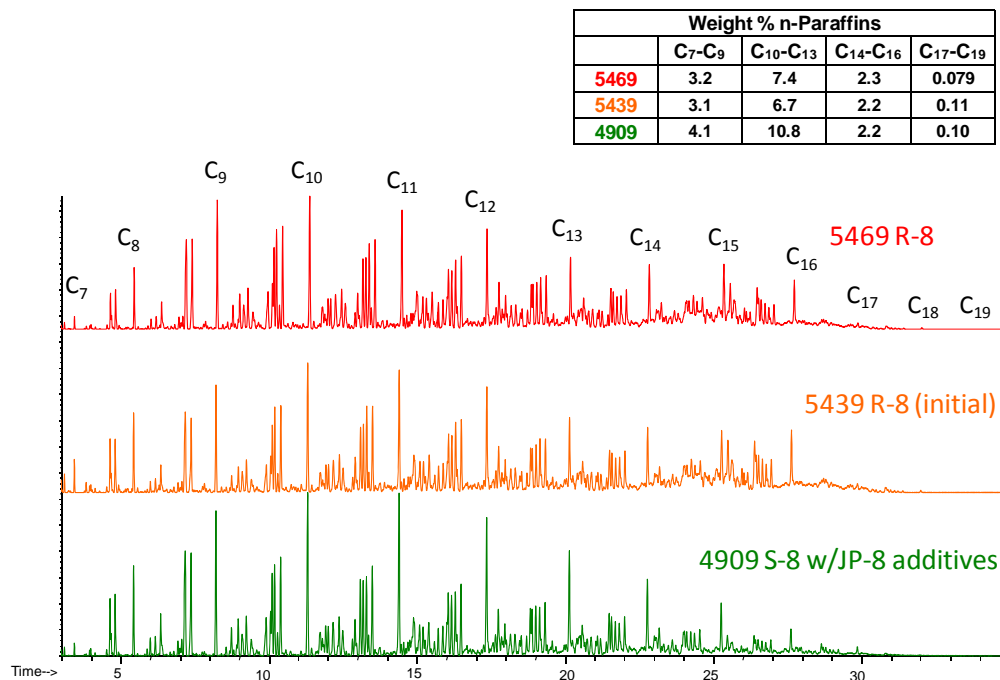 Weight % n-Paraffins
C₇-C₉ C₁₀-C₁₃ C₁₄-C₁₆ C₁₇-C₁₉
5469 3.2 7.4 2.3 0.079
5439 3.1 6.7 2.2 0.11
4909 4.1 10.8 2.2 0.10
C₇ C₈ C₉ C₁₀ C₁₁ C₁₂ C₁₃ C₁₄ C₁₅ C₁₆ C₁₇ C₁₈ C₁₉
5469 R-8
5439 R-8 (initial)
4909 S-8 w/JP-8 additives
Time--> 5 10 15 20 25 30